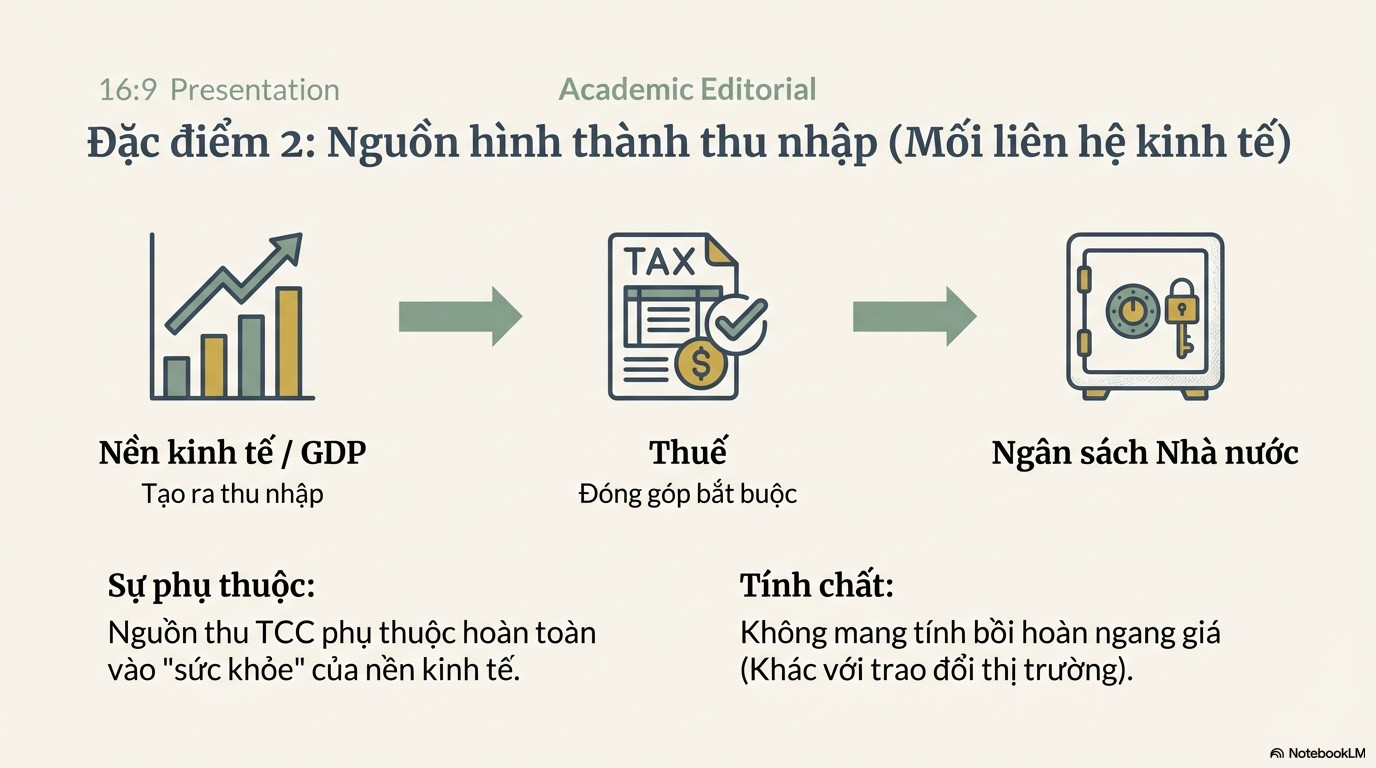 16:9 Presentation
Academic Editorial
Đặc điểm 2: Nguồn hình thành thu nhập (Mối liên hệ kinh tế)
TAX
$
Nền kinh tế / GDP
Tạo ra thu nhập
Thuế
Đóng góp bắt buộc
Ngân sách Nhà nước
Sự phụ thuộc:
Nguồn thu TCC phụ thuộc hoàn toàn
vào "sức khỏe" của nền kinh tế.
Tính chất:
Không mang tính bồi hoàn ngang giá
(Khác với trao đổi thị trường).
NotebookLM